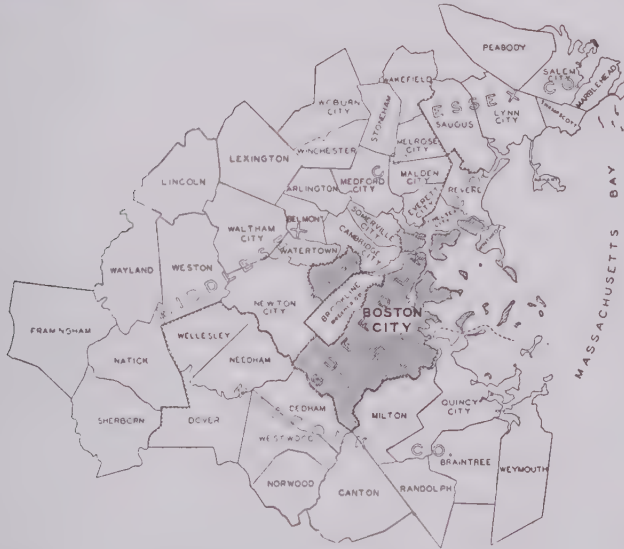 PEABODY
SALEM
CITY
MARBLEHEAD
SWAMPSCOTT
LYNN
CITY
ESSEX
CO.
SAUGUS
WAKEFIELD
STONEHAM
WOBURN
CITY
MELROSE
CITY
WINCHESTER
LEXINGTON
MEDFORD
CITY
MALDEN
CITY
REVERE
EVERETT
CITY
ARLINGTON
LINCOLN
SOMERVILLE
CITY
BELMONT
CAMBRIDGE
CITY
WALTHAM
CITY
WATERTOWN
WAYLAND
WESTON
MIDDLESEX
C
NEWTON
CITY
BROOKLINE
BOSTON
CITY
MASSACHUSETTS BAY
FRAMINGHAM
WELLESLEY
NATICK
NEEDHAM
SHERBORN
DOVER
DEDHAM
MILTON
QUINCY
CITY
WESTWOOD
CO.
BRAINTREE
WEYMOUTH
NORWOOD
CANTON
RANDOLPH